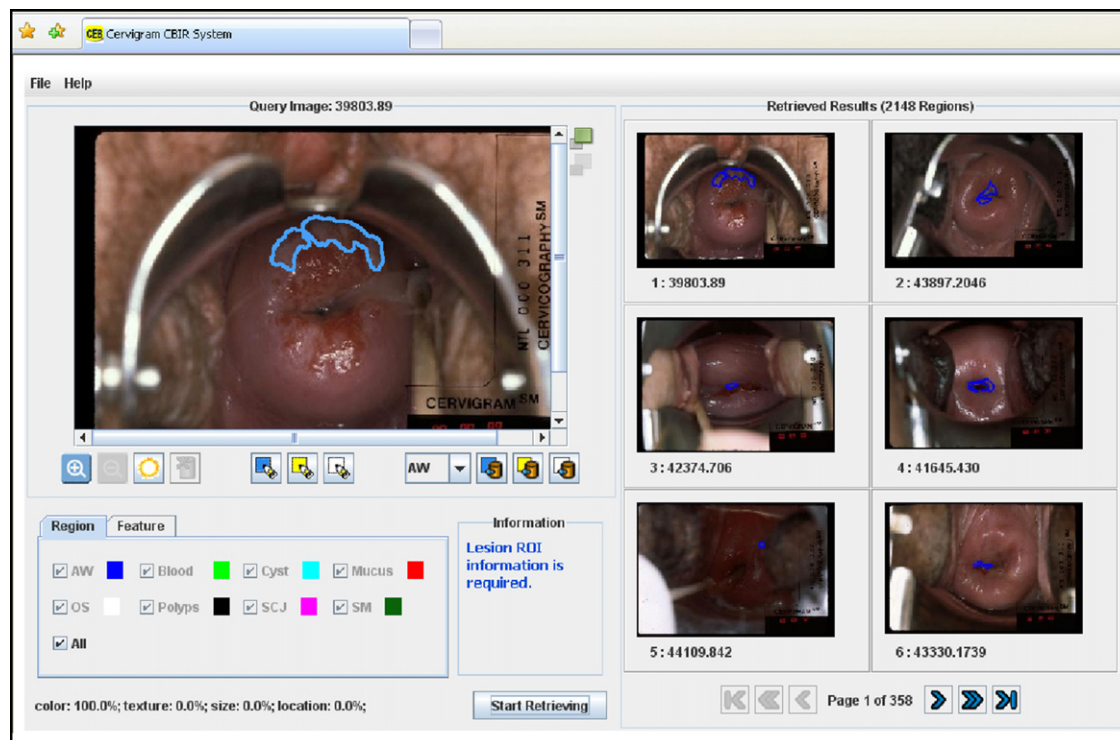 CEB Cervigram CBIR System
File Help
Query Image: 39803.89
NTL 000 311
CERVICOGRAPHY SM
CERVIGRAM SM
AW
Region Feature
AW Blood Cyst Mucus
OS Polyps SCJ SM
All
Information
Lesion ROI
information is
required.
color: 100.0%; texture: 0.0%; size: 0.0%; location: 0.0%;
Start Retrieving
Retrieved Results (2148 Regions)
1 : 39803.89
2 : 43897.2046
3 : 42374.706
4 : 41645.430
5 : 44109.842
6 : 43330.1739
Page 1 of 358